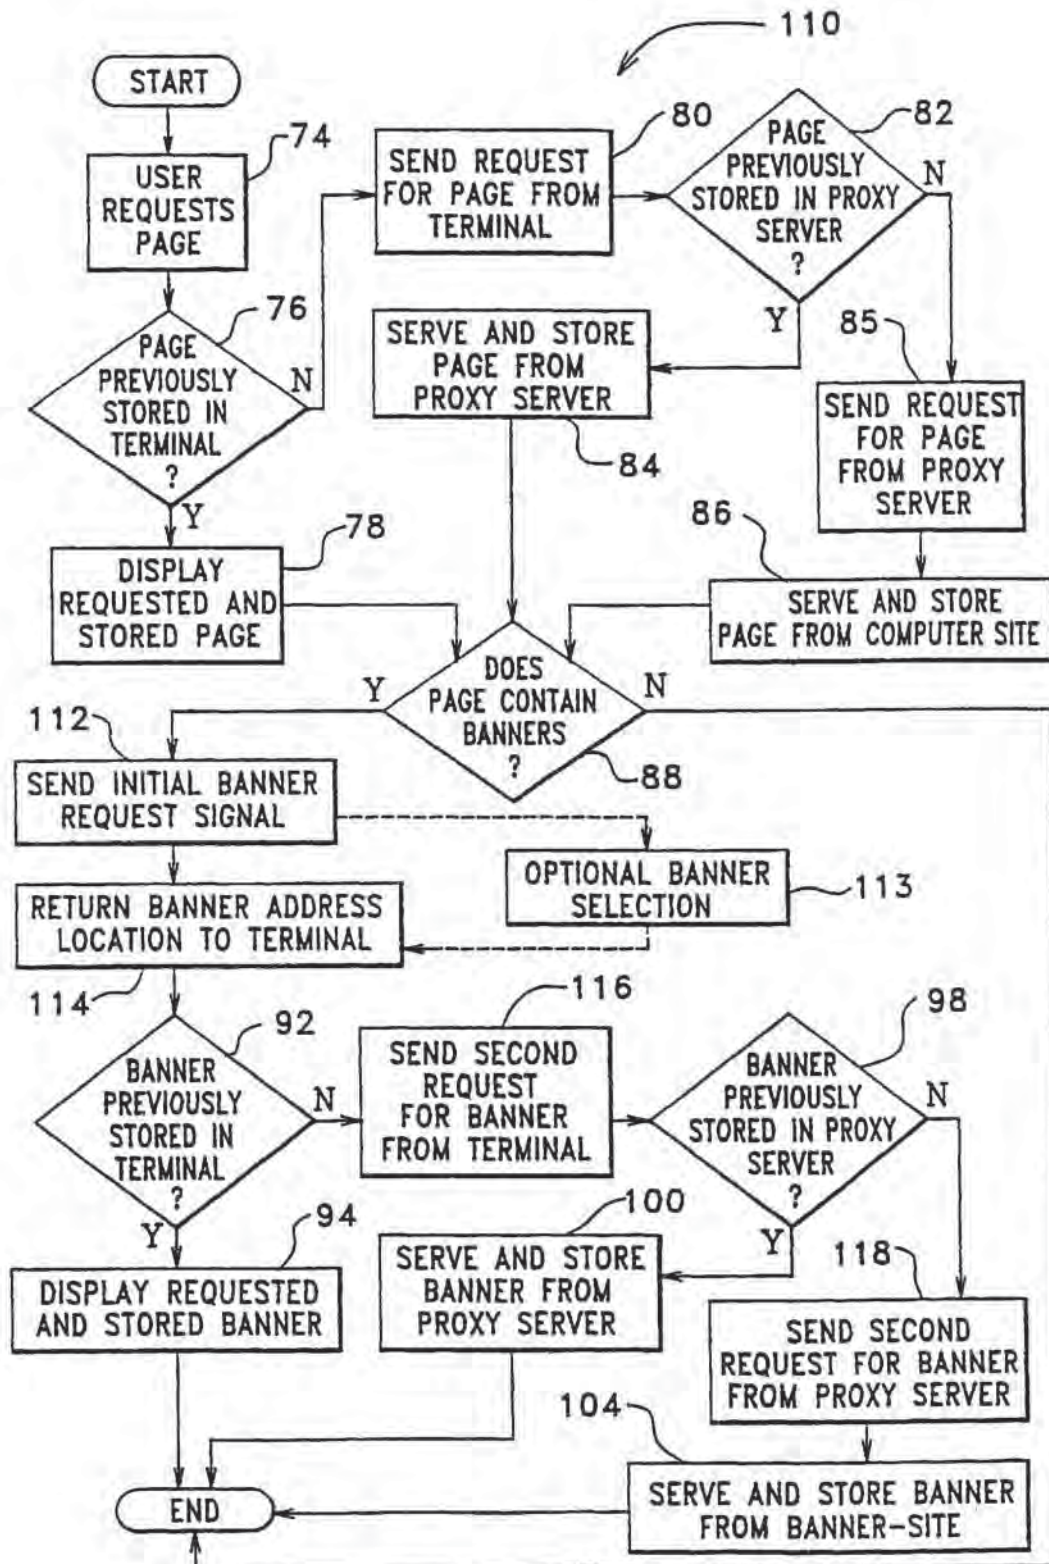 110
START
74
USER
REQUESTS
PAGE
76
PAGE
PREVIOUSLY
STORED IN
TERMINAL
?
N
Y
80
SEND REQUEST
FOR PAGE FROM
TERMINAL
82
PAGE
PREVIOUSLY
STORED IN PROXY
SERVER
?
N
Y
SERVE AND STORE
PAGE FROM
PROXY SERVER
84
85
SEND REQUEST
FOR PAGE
FROM PROXY
SERVER
78
DISPLAY
REQUESTED AND
STORED PAGE
86
SERVE AND STORE
PAGE FROM COMPUTER SITE
DOES
PAGE CONTAIN
BANNERS
?
Y
N
88
112
SEND INITIAL BANNER
REQUEST SIGNAL
OPTIONAL BANNER
SELECTION
113
RETURN BANNER ADDRESS
LOCATION TO TERMINAL
114
92
BANNER
PREVIOUSLY
STORED IN
TERMINAL
?
N
Y
116
SEND SECOND
REQUEST
FOR BANNER
FROM TERMINAL
98
BANNER
PREVIOUSLY
STORED IN PROXY
SERVER
?
N
Y
94
DISPLAY REQUESTED
AND STORED BANNER
100
SERVE AND STORE
BANNER FROM
PROXY SERVER
118
SEND SECOND
REQUEST FOR BANNER
FROM PROXY SERVER
104
SERVE AND STORE BANNER
FROM BANNER-SITE
END